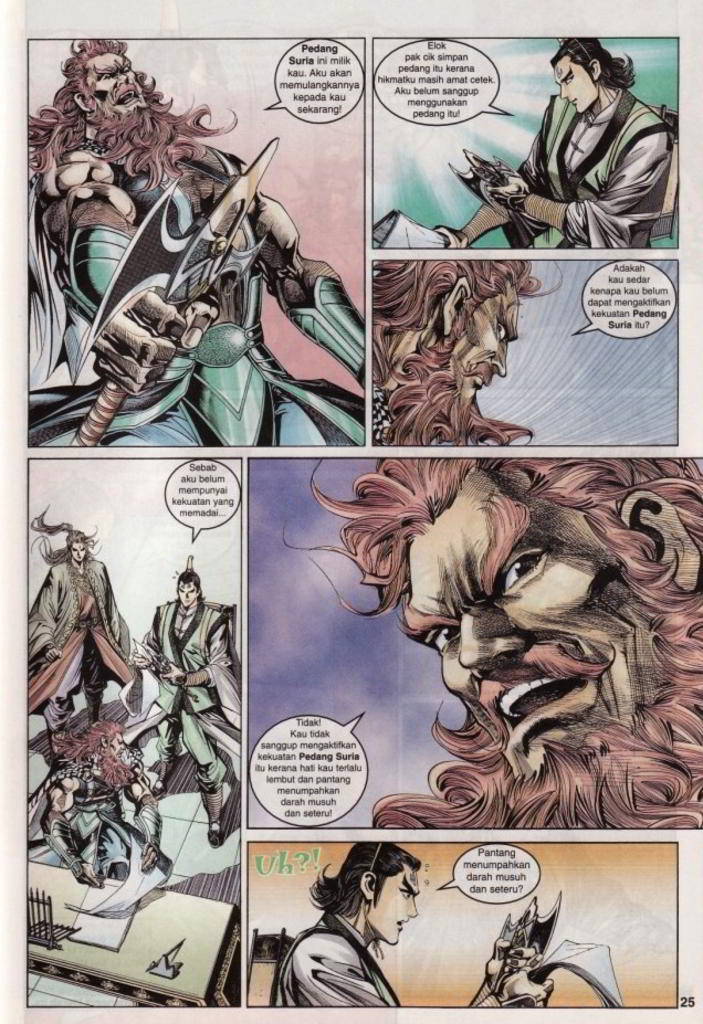 Pedang
Suria ini milik
kau. Aku akan
memulangkannya
kepada kau
sekarang!
Elok
pak cik simpan
pedang itu kerana
hikmatku masih amat cetek.
Aku belum sanggup
menggunakan
pedang itu!
Adakah
kau sedar
kenapa kau belum
dapat mengaktifkan
kekuatan Pedang
Suria itu?
Sebab
aku belum
mempunyai
kekuatan yang
memadai...
Tidak!
Kau tidak
sanggup mengaktifkan
kekuatan Pedang Suria
itu kerana hati kau terlalu
lembut dan pantang
menumpahkan
darah musuh
dan seteru!
Uh?!
Pantang
menumpahkan
darah musuh
dan seteru?
25